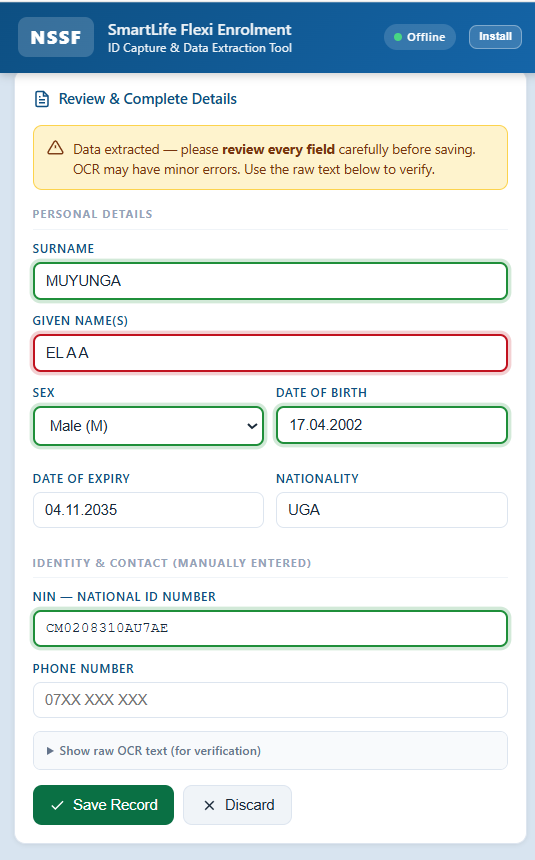 NSSF
SmartLife Flexi Enrolment
ID Capture & Data Extraction Tool
Offline
Install
Review & Complete Details
Data extracted — please review every field carefully before saving.
OCR may have minor errors. Use the raw text below to verify.
PERSONAL DETAILS
SURNAME
MUYUNGA
GIVEN NAME(S)
EL A A
SEX
DATE OF BIRTH
Male (M)
17.04.2002
DATE OF EXPIRY
NATIONALITY
04.11.2035
UGA
IDENTITY & CONTACT (MANUALLY ENTERED)
NIN — NATIONAL ID NUMBER
CM0208310AU7AE
PHONE NUMBER
07XX XXX XXX
Show raw OCR text (for verification)
Save Record
Discard